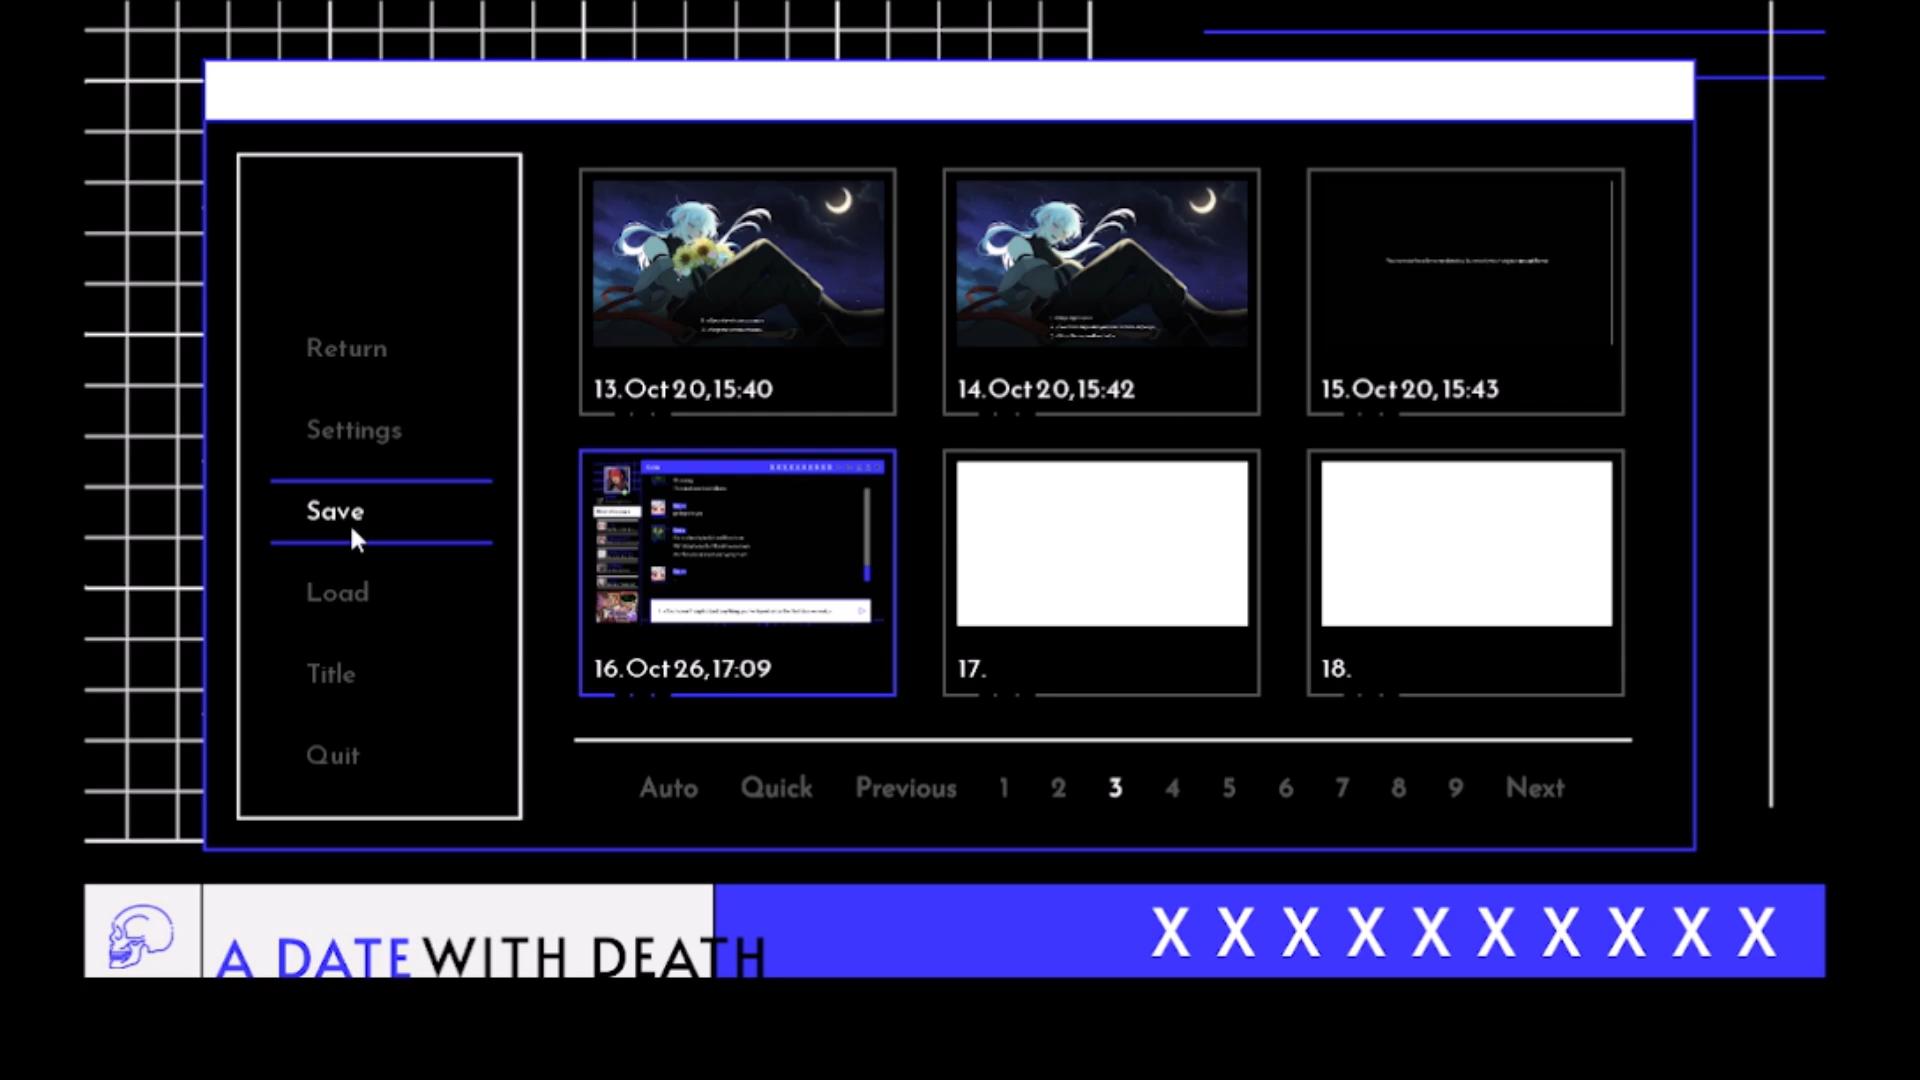 Return
Settings
Save
Load
Title
Quit
13. Oct 20, 15:40
14. Oct 20, 15:42
15. Oct 20, 15:43
16. Oct 26, 17:09
17.
18.
Auto Quick Previous 1 2 3 4 5 6 7 8 9 Next
A DATE WITH DEATH
X X X X X X X X X X